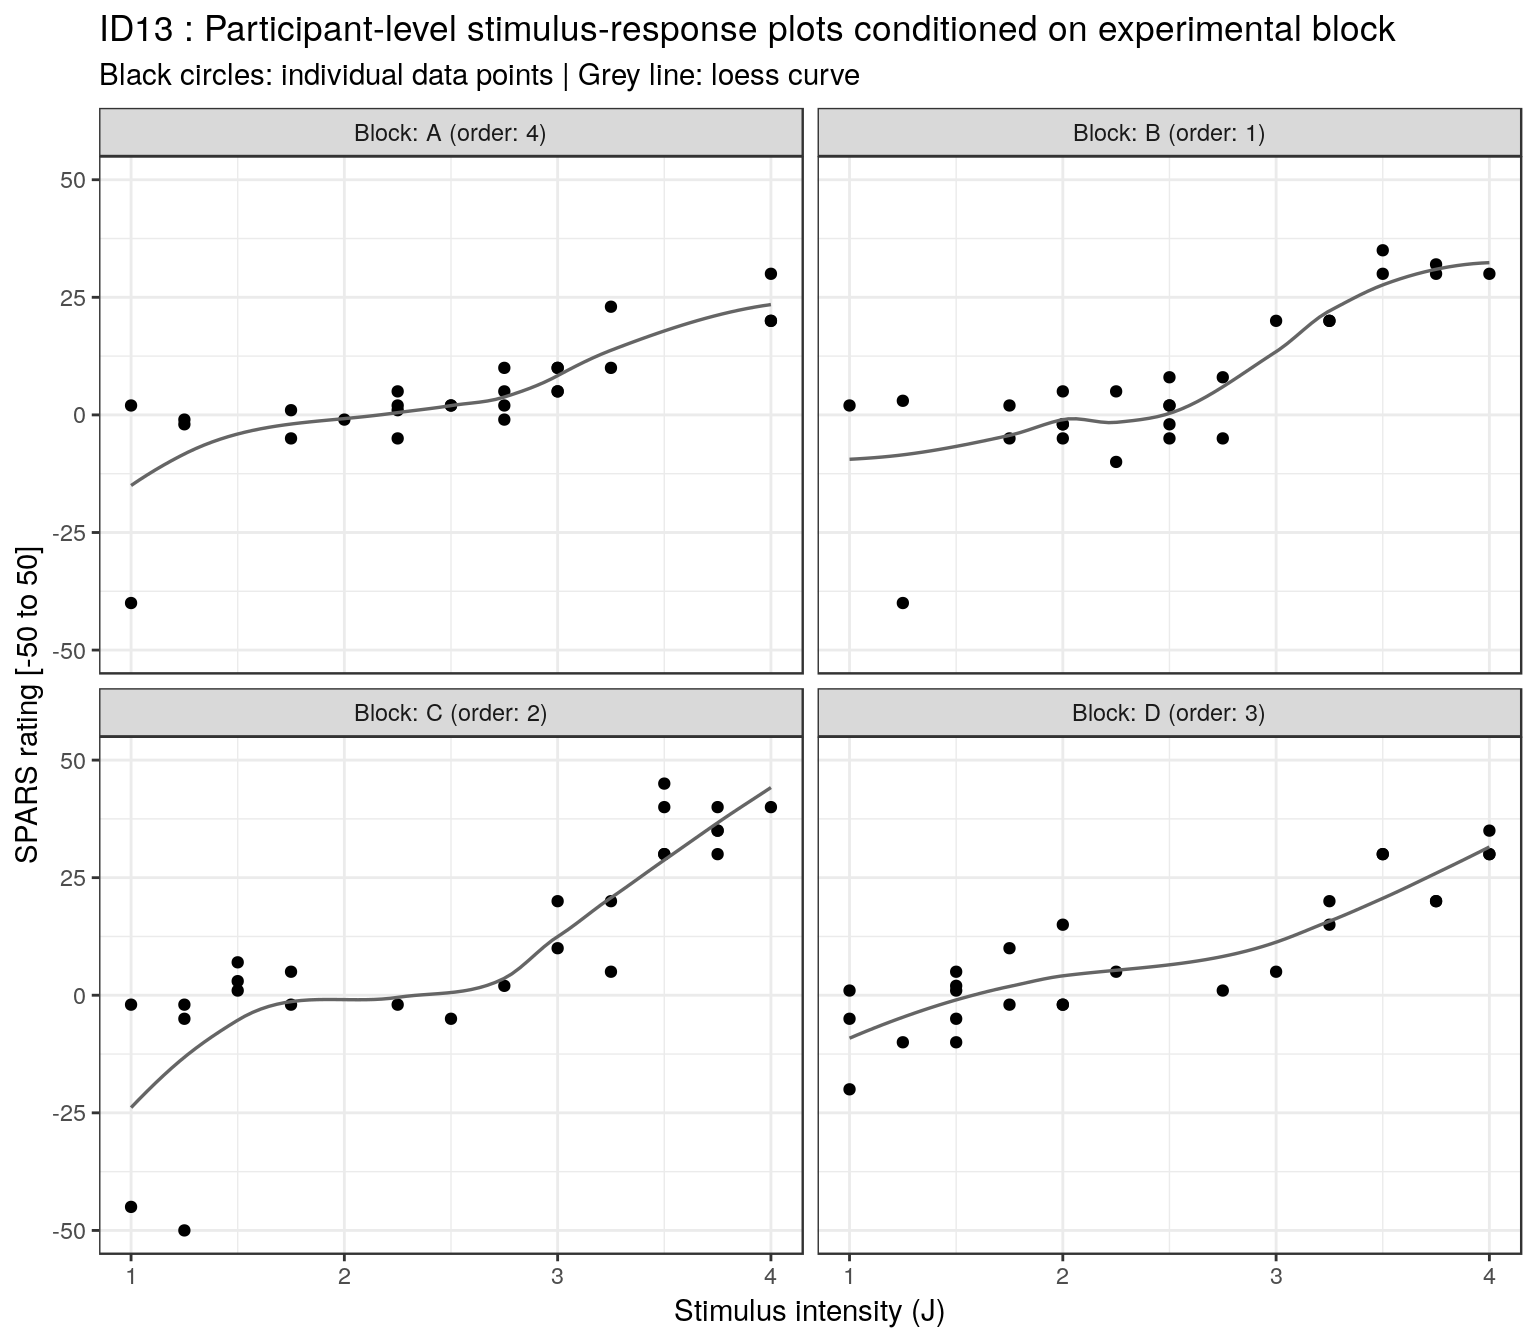 ID13 : Participant-level stimulus-response plots conditioned on experimental block
Black circles: individual data points | Grey line: loess curve
Block: A (order: 4)
Block: B (order: 1)
50
25
0
-25
-50
Block: C (order: 2)
Block: D (order: 3)
50
25
0
-25
-50
SPARS rating [-50 to 50]
1 2 3 4
1 2 3 4
Stimulus intensity (J)